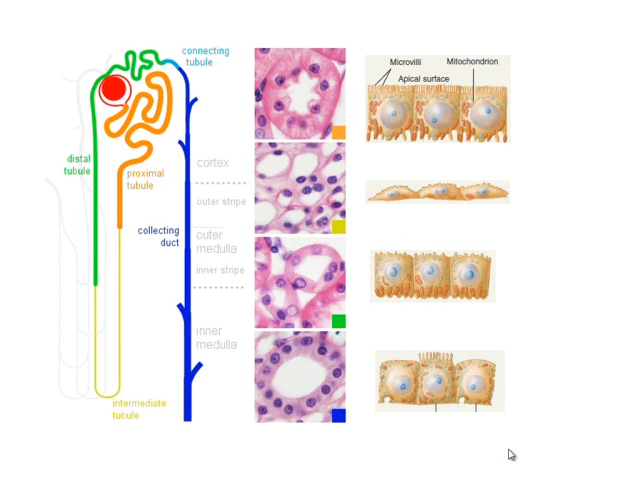 connecting
tubule
Microvilli
Mitochondrion
Apical surface
distal
tubule
proximal
tubule
cortex
outer stripe
collecting
duct
outer
medulla
inner stripe
inner
medulla
intermediate
tubule